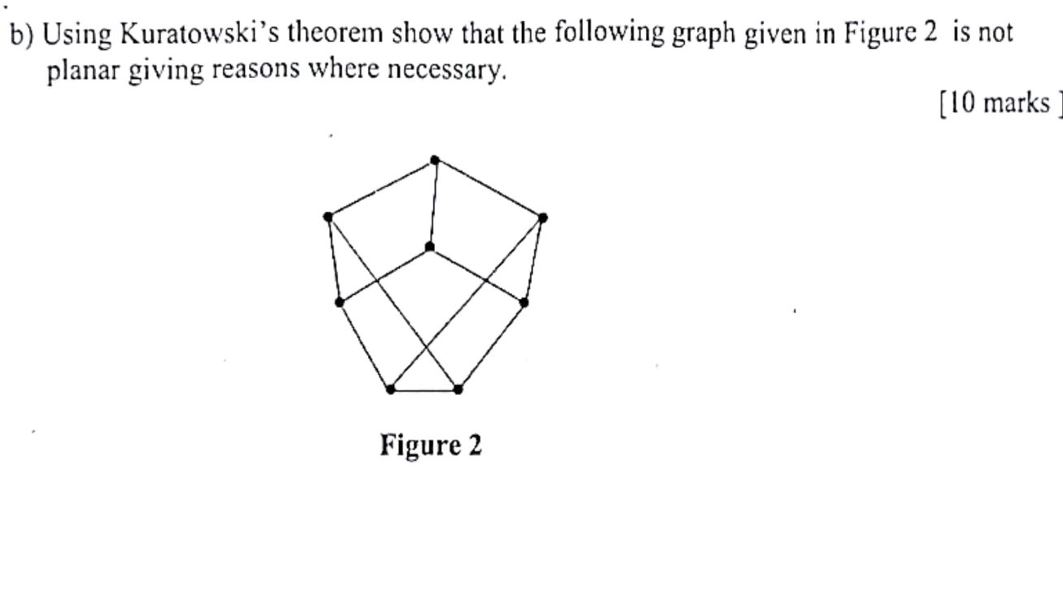 b) Using Kuratowski's theorem show that the following graph given in Figure 2 is not
planar giving reasons where necessary.
[10 marks ]
Figure 2